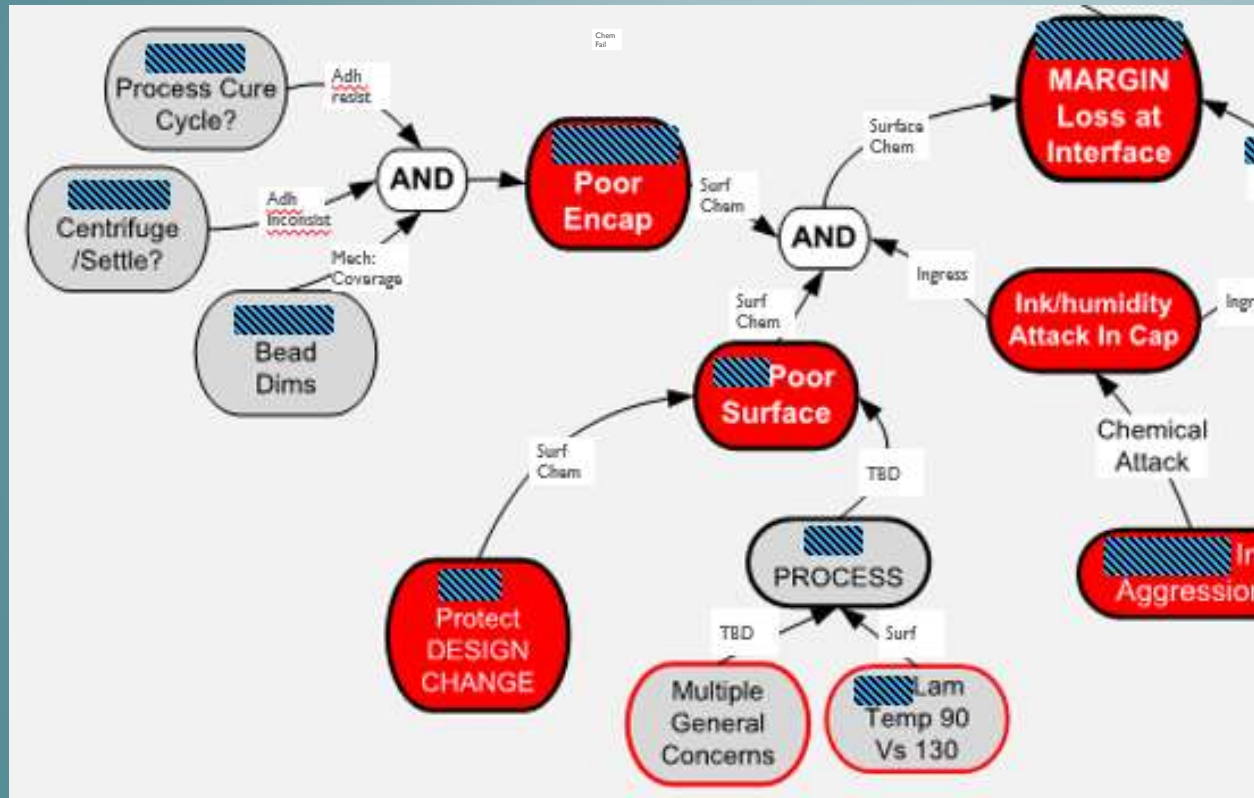 Chem
Fail
Process Cure
Cycle?
Adh
resist
AND
Centrifuge
/Settle?
Adh
Inconsist
Mech:
Coverage
Bead
Dims
Poor
Encap
Surf
Chem
AND
Surface
Chem
MARGIN
Loss at
Interface
Ingress
Ink/humidity
Attack In Cap
Ingr
Surf
Chem
Poor
Surface
Surf
Chem
TBD
Chemical
Attack
PROCESS
In
Aggression
Protect
DESIGN
CHANGE
TBD
Surf
Multiple
General
Concerns
Lam
Temp 90
Vs 130